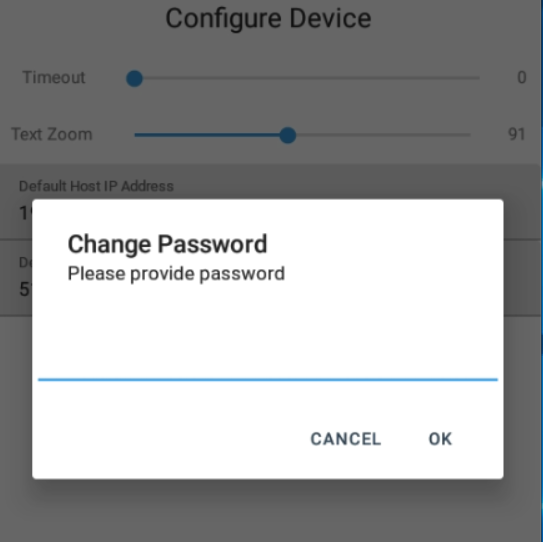 Configure Device
Timeout 0
Text Zoom 91
Default Host IP Address
Change Password
Please provide password
CANCEL OK